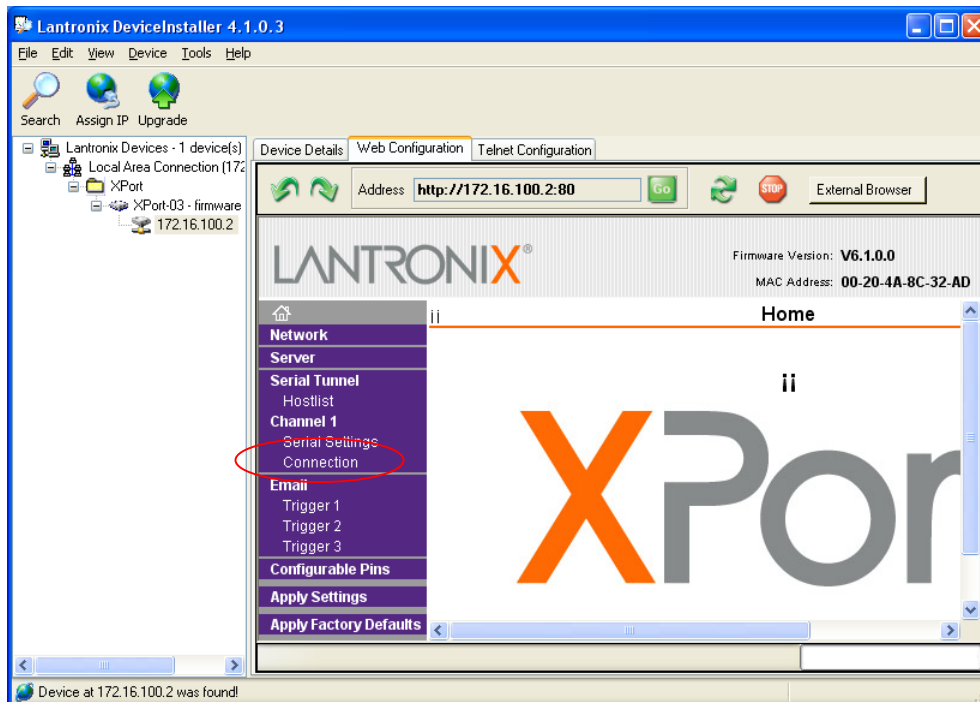 Lantronix DeviceInstaller 4.1.0.3
File Edit View Device Tools Help
Search Assign IP Upgrade
Lantronix Devices - 1 device(s)
Local Area Connection (172
XPort
XPort-03 - firmware
172.16.100.2
Device Details Web Configuration Telnet Configuration
Address http://172.16.100.2:80 Go STOP External Browser
LANTRONIX®
Firmware Version: V6.1.0.0
MAC Address: 00-20-4A-8C-32-AD
Network
Server
Serial Tunnel
Hostlist
Channel 1
Serial Settings
Connection
Email
Trigger 1
Trigger 2
Trigger 3
Configurable Pins
Apply Settings
Apply Factory Defaults
¡¡ Home
¡¡
XPor
Device at 172.16.100.2 was found!